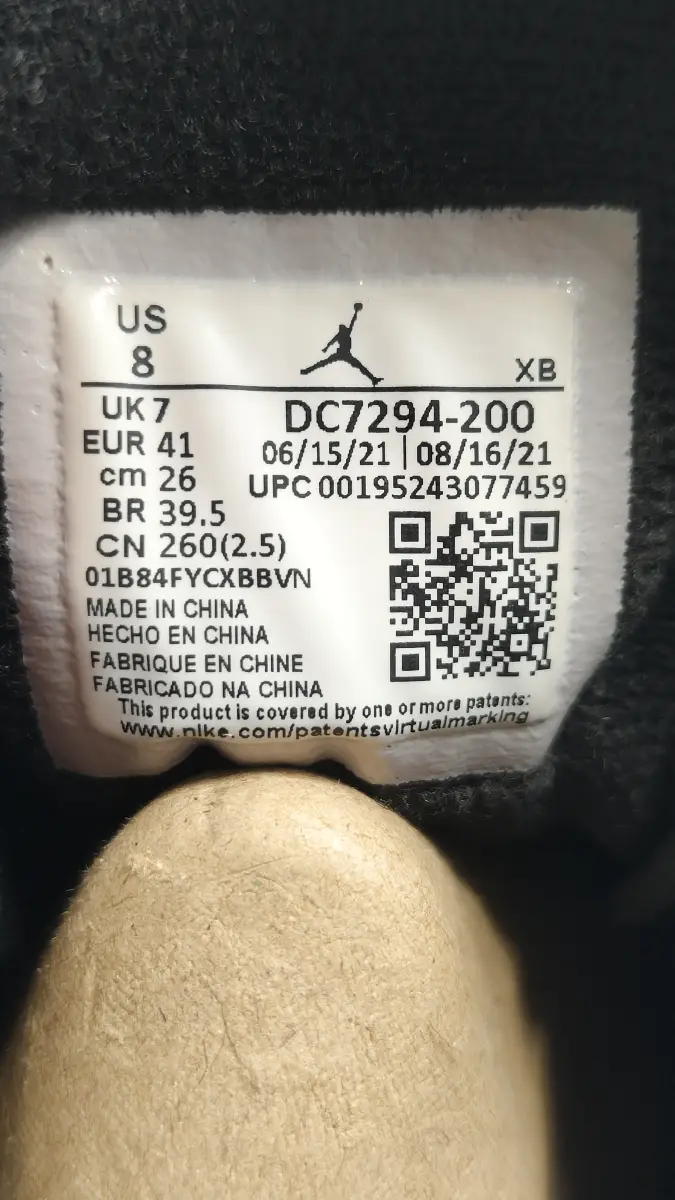 US
8
XB
UK 7
DC7294-200
EUR 41
06/15/21 | 08/16/21
cm 26
UPC 00195243077459
BR 39.5
CN 260(2.5)
01B84FYCXBBVN
MADE IN CHINA
HECHO EN CHINA
FABRIQUE EN CHINE
FABRICADO NA CHINA
This product is covered by one or more patents:
www.nike.com/patentsvirtualmarking